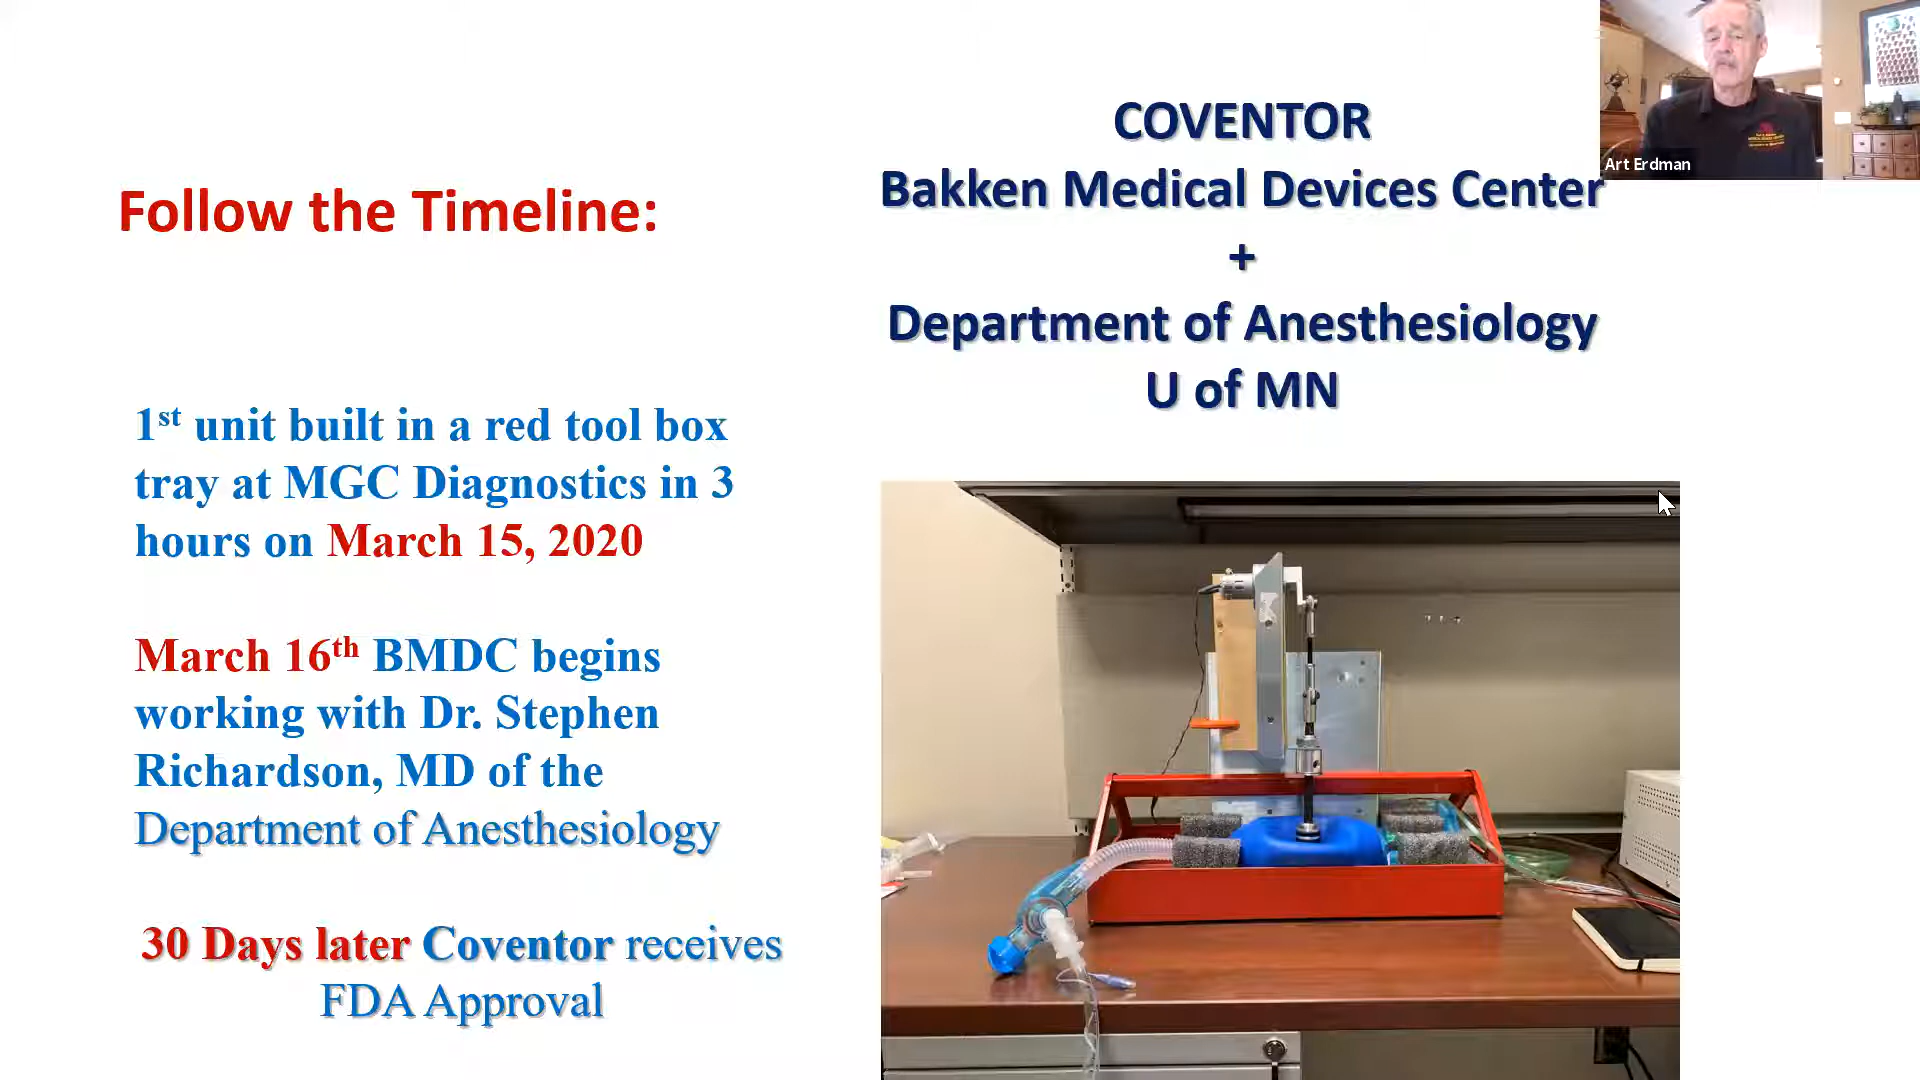 Follow the Timeline:
1st unit built in a red tool box
tray at MGC Diagnostics in 3
hours on March 15, 2020
March 16th BMDC begins
working with Dr. Stephen
Richardson, MD of the
Department of Anesthesiology
30 Days later Coventor receives
FDA Approval
COVENTOR
Bakken Medical Devices Center
+
Department of Anesthesiology
U of MN
Art Erdman